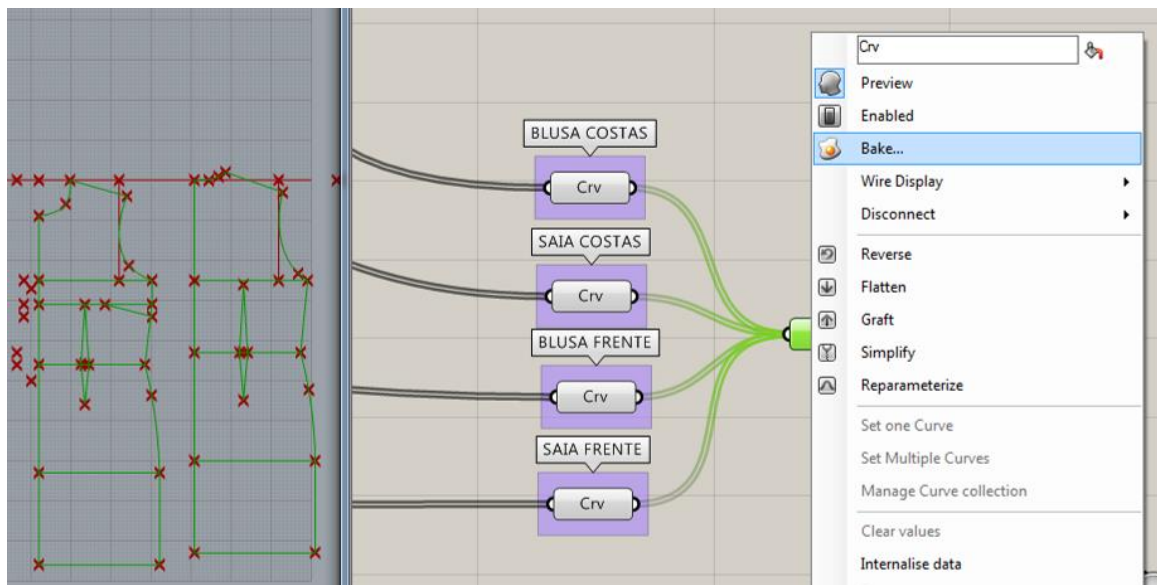 BLUSA COSTAS
Crv
SAIA COSTAS
Crv
BLUSA FRENTE
Crv
SAIA FRENTE
Crv
Crv
Preview
Enabled
Bake...
Wire Display
Disconnect
Reverse
Flatten
Graft
Simplify
Reparameterize
Set one Curve
Set Multiple Curves
Manage Curve collection
Clear values
Internalise data